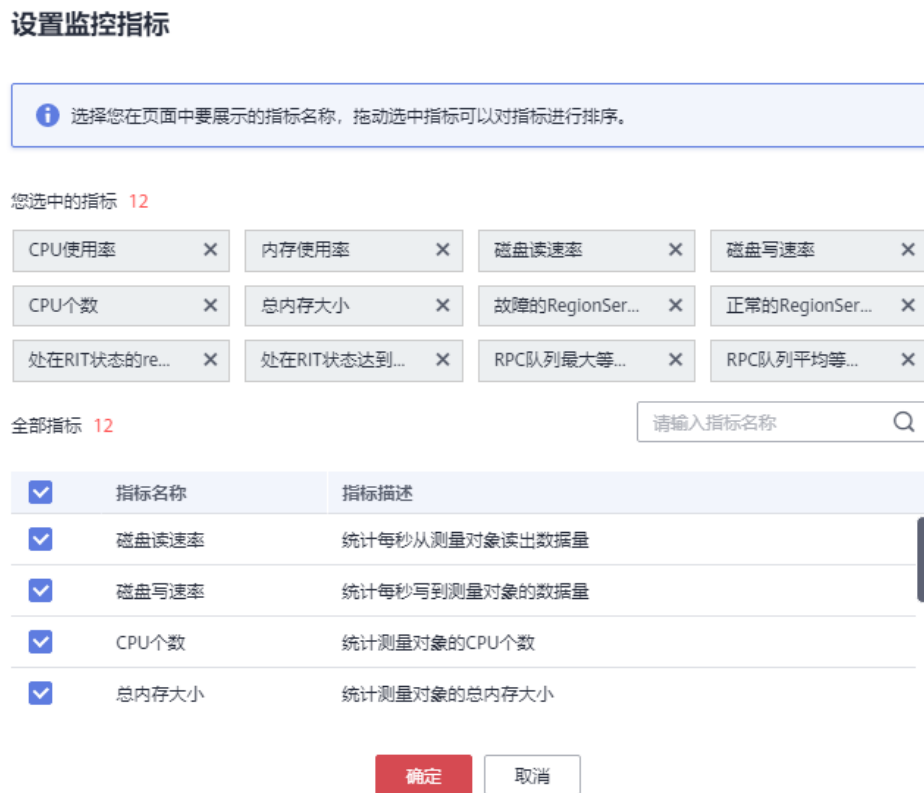 设置监控指标
选择您在页面中要展示的指标名称，拖动选中指标可以对指标进行排序。
您选中的指标 12
CPU使用率 内存使用率 磁盘读速率 磁盘写速率
CPU个数 总内存大小 故障的RegionSer... 正常的RegionSer...
处在RIT状态的re... 处在RIT状态达到... RPC队列最大等... RPC队列平均等...
全部指标 12 请输入指标名称
指标名称 指标描述
磁盘读速率 统计每秒从测量对象读出数据量
磁盘写速率 统计每秒写到测量对象的数据量
CPU个数 统计测量对象的CPU个数
总内存大小 统计测量对象的总内存大小
确定 取消